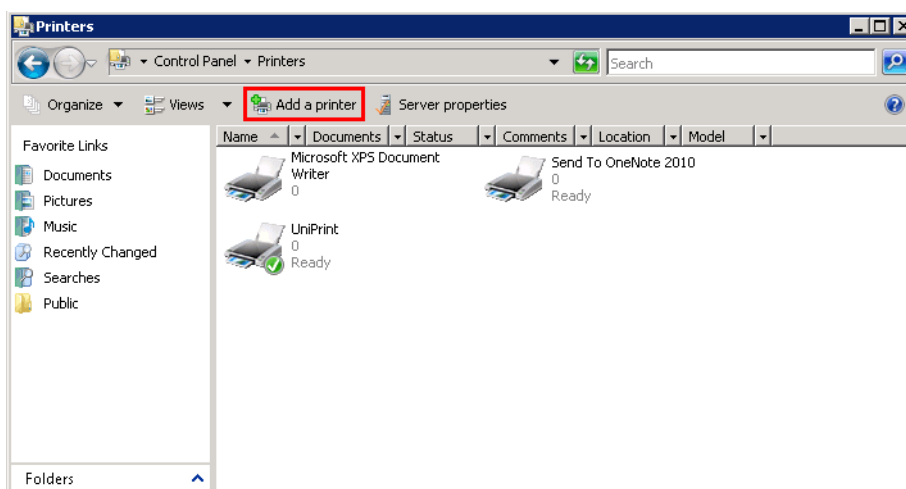 Printers
Control Panel Printers
Search
Organize Views Add a printer Server properties
Favorite Links
Documents
Pictures
Music
Recently Changed
Searches
Public
Folders
Name Documents Status Comments Location Model
Microsoft XPS Document
Writer
0
Send To OneNote 2010
0
Ready
UniPrint
0
Ready